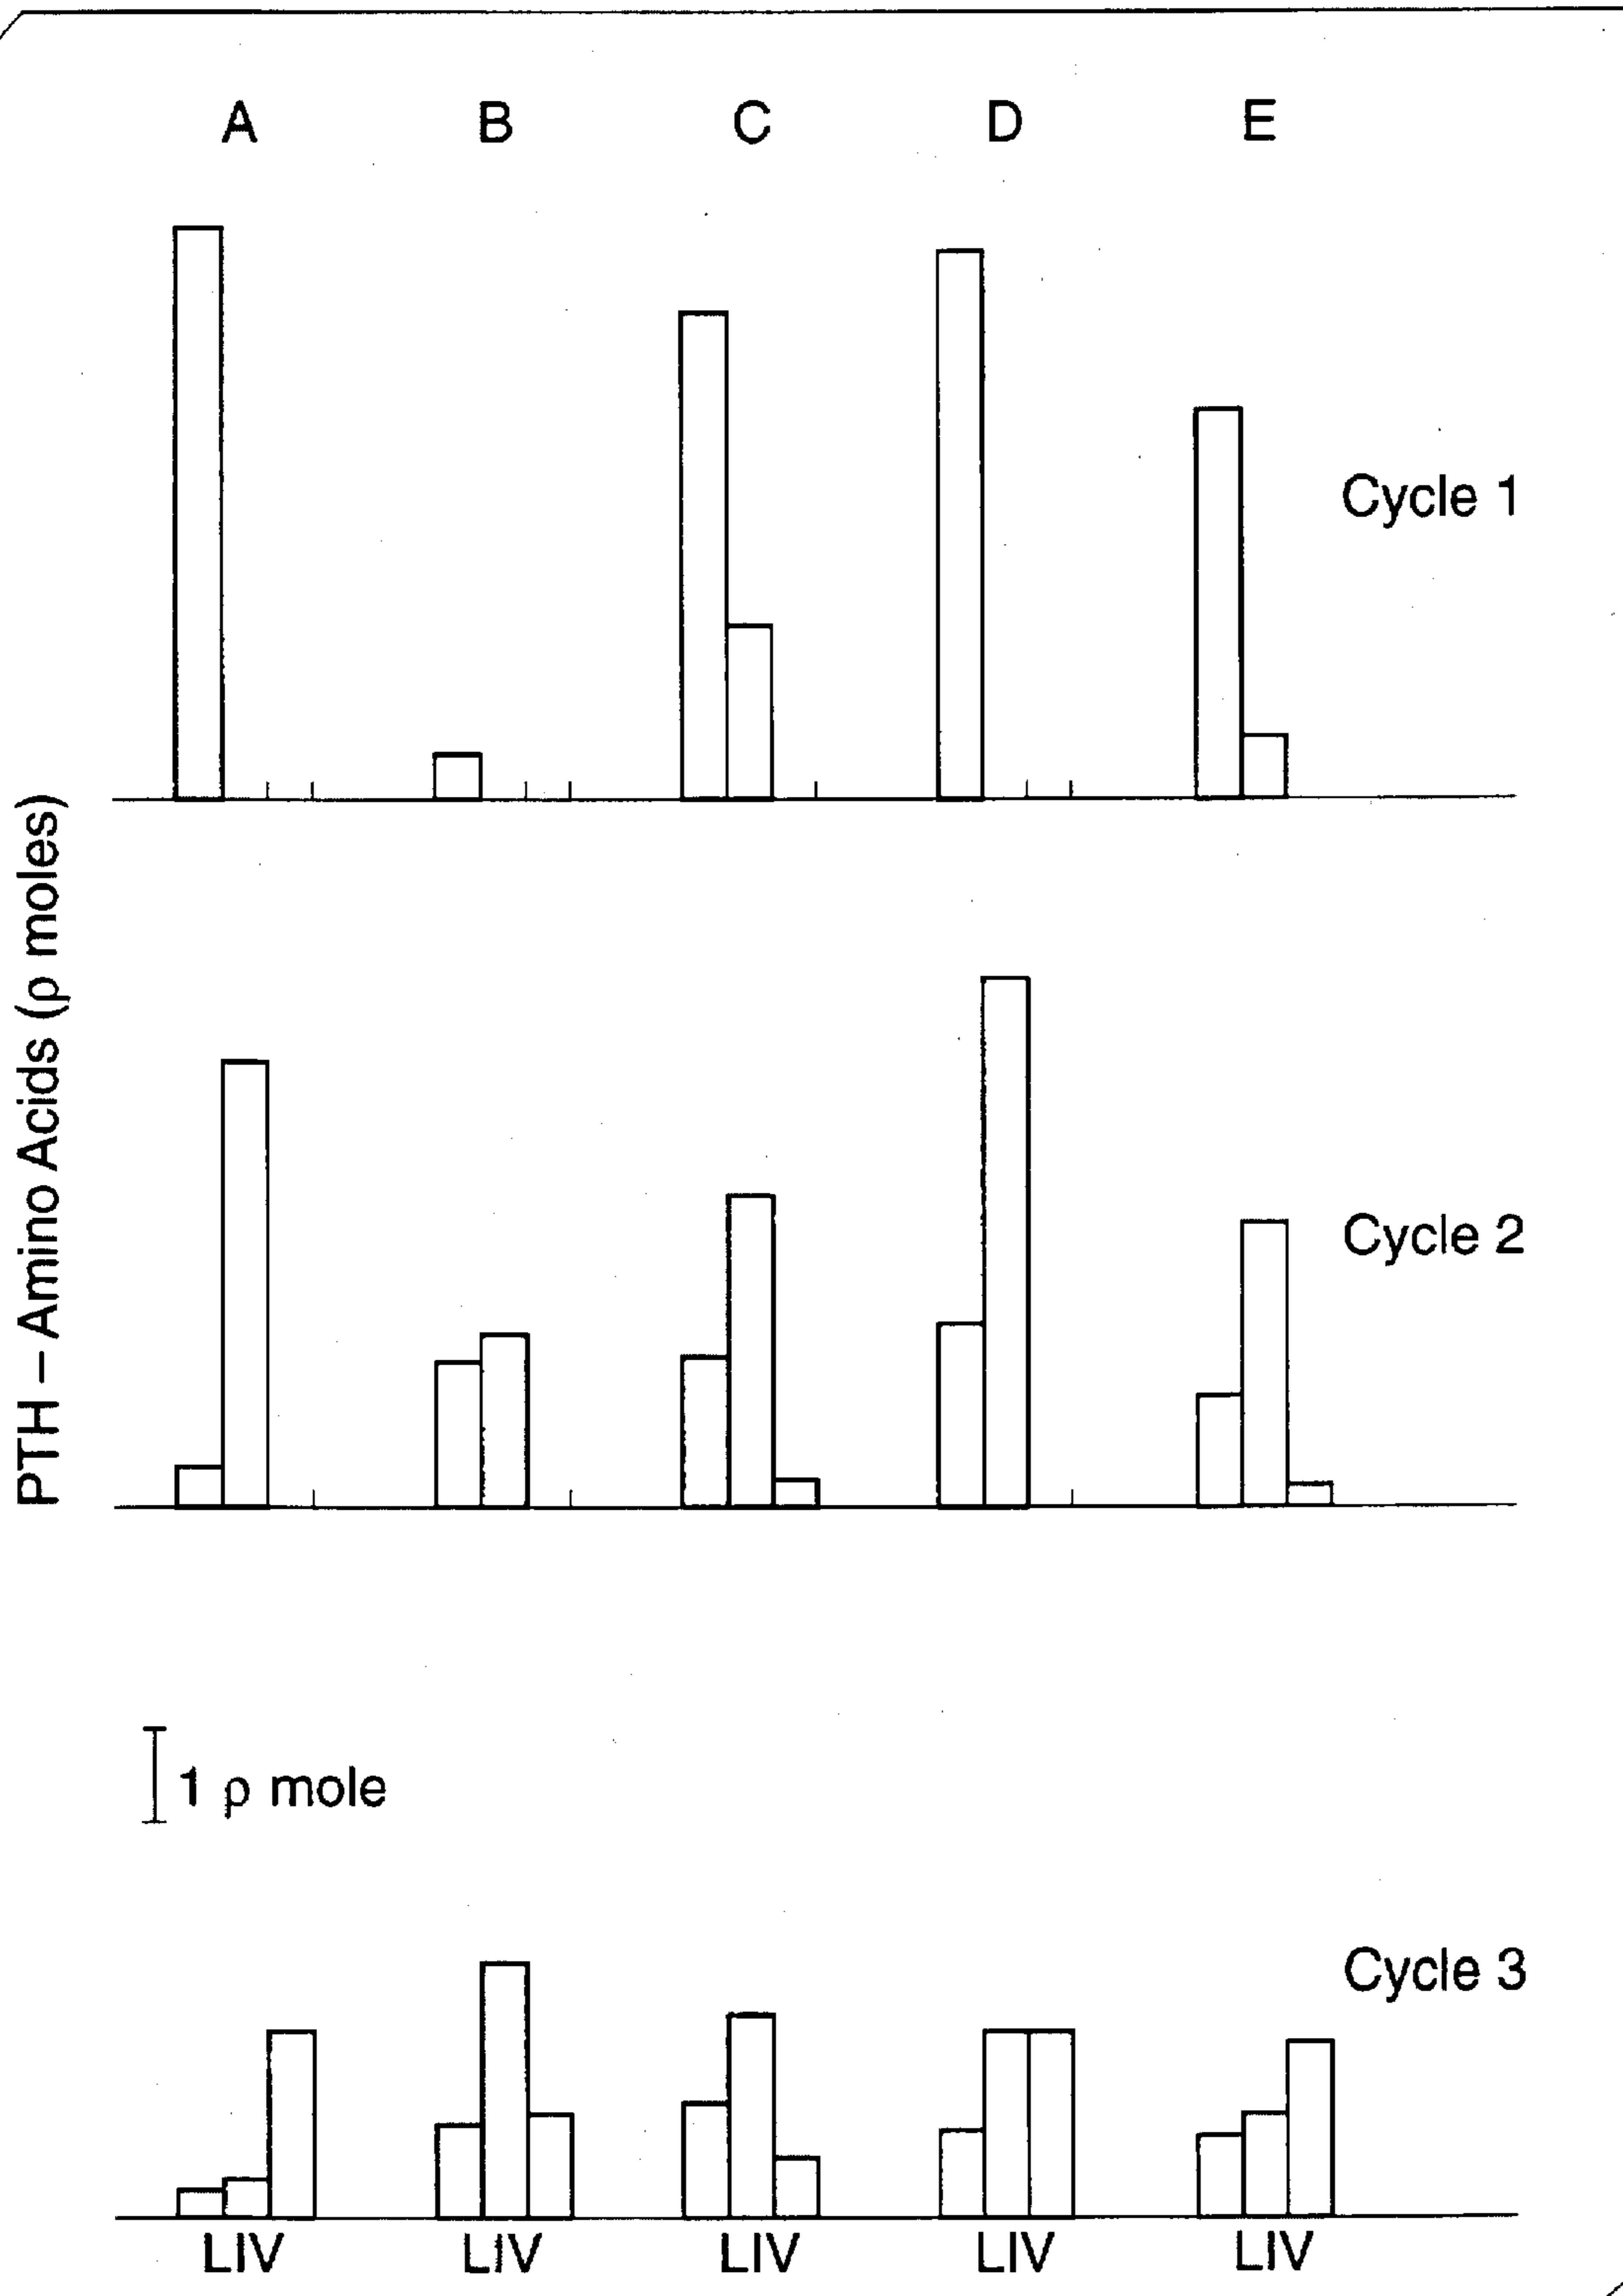 A B C D E
Cycle 1
PTH – Amino Acids (ρ moles)
Cycle 2
1 ρ mole
Cycle 3
LIV LIV LIV LIV LIV